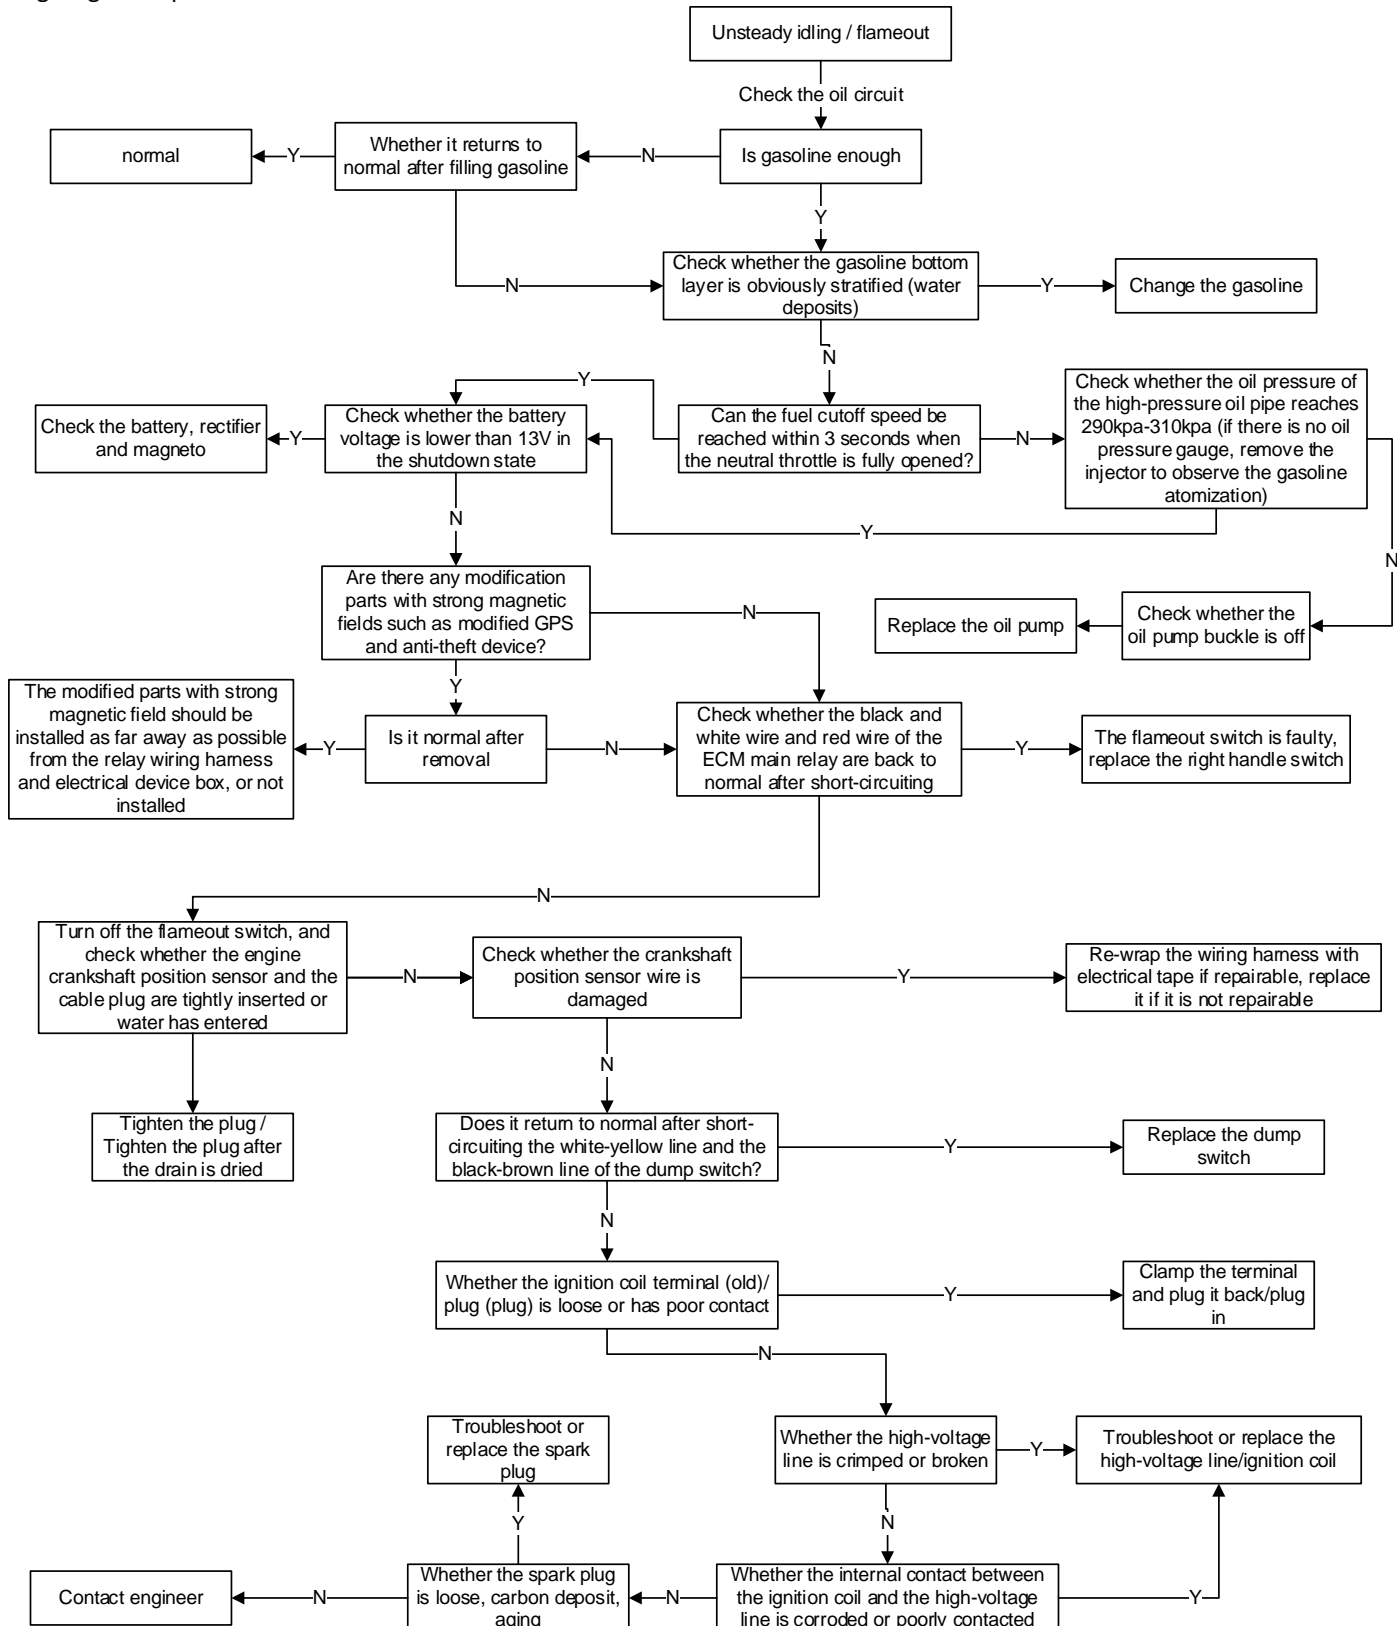 Unsteady idling / flameout
Check the oil circuit
normal
Y
Whether it returns to
normal after filling gasoline
N
Is gasoline enough
Y
N
Check whether the gasoline bottom
layer is obviously stratified (water
deposits)
Y
Change the gasoline
N
Y
Check the battery, rectifier
and magneto
Y
Check whether the battery
voltage is lower than 13V in
the shutdown state
Can the fuel cutoff speed be
reached within 3 seconds when
the neutral throttle is fully opened?
N
Check whether the oil pressure of
the high-pressure oil pipe reaches
290kpa-310kpa (if there is no oil
pressure gauge, remove the
injector to observe the gasoline
atomization)
N
Y
N
Are there any modification
parts with strong magnetic
fields such as modified GPS
and anti-theft device?
N
Replace the oil pump
Check whether the
oil pump buckle is off
Y
The modified parts with strong
magnetic field should be
installed as far away as possible
from the relay wiring harness
and electrical device box, or not
installed
Y
Is it normal after
removal
N
Check whether the black and
white wire and red wire of the
ECM main relay are back to
normal after short-circuiting
Y
The flameout switch is faulty,
replace the right handle switch
N
Turn off the flameout switch, and
check whether the engine
crankshaft position sensor and the
cable plug are tightly inserted or
water has entered
N
Check whether the crankshaft
position sensor wire is
damaged
Y
Re-wrap the wiring harness with
electrical tape if repairable, replace
it if it is not repairable
N
Tighten the plug /
Tighten the plug after
the drain is dried
Does it return to normal after short-
circuiting the white-yellow line and the
black-brown line of the dump switch?
Y
Replace the dump
switch
N
Whether the ignition coil terminal (old)/
plug (plug) is loose or has poor contact
Y
Clamp the terminal
and plug it back/plug
in
N
Troubleshoot or
replace the spark
plug
Whether the high-voltage
line is crimped or broken
Y
Troubleshoot or replace the
high-voltage line/ignition coil
Y
N
Contact engineer
N
Whether the spark plug
is loose, carbon deposit,
aging
N
Whether the internal contact between
the ignition coil and the high-voltage
line is corroded or poorly contacted
Y